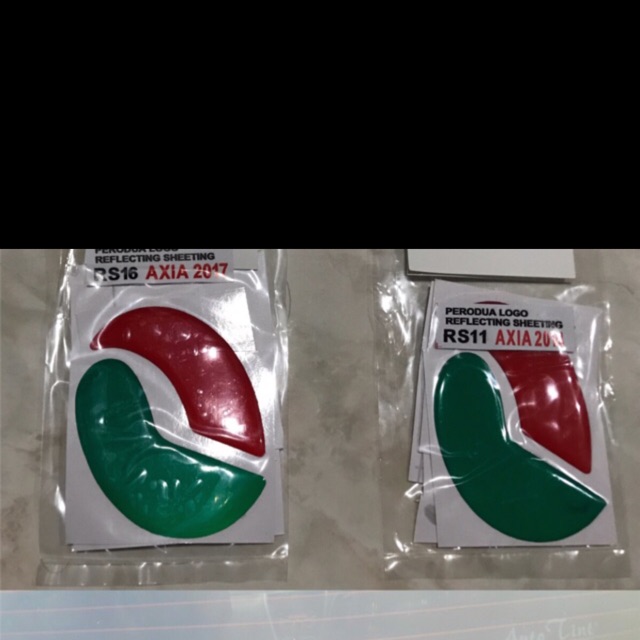 PERODUA LOGO
REFLECTING SHEETING
RS16 AXIA 2017
PERODUA LOGO
REFLECTING SHEETING
RS11 AXIA